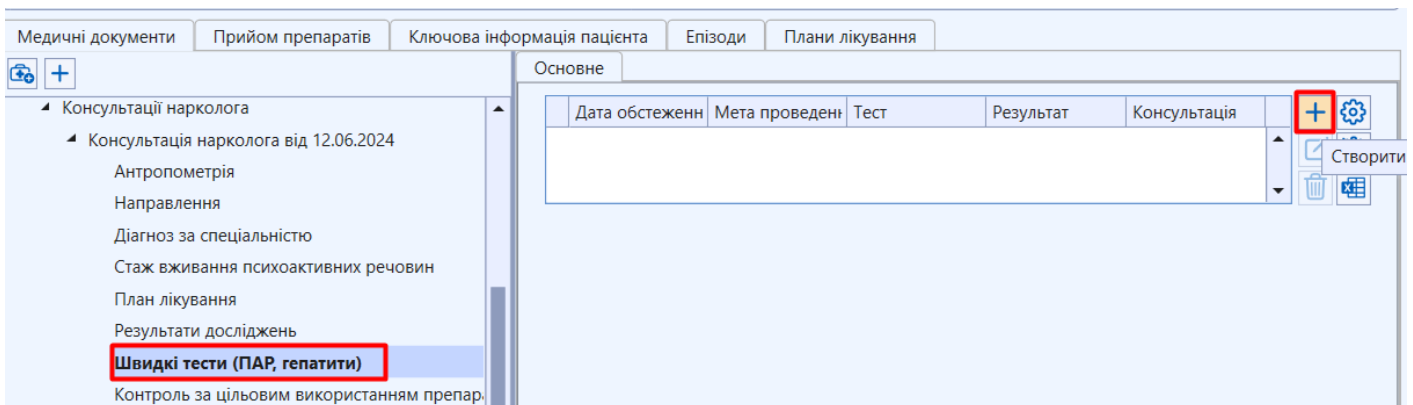 Медичні документи Прийом препаратів Ключова інформація пацієнта Епізоди Плани лікування
Основне
Консультації нарколога
Консультація нарколога від 12.06.2024
Антропометрія
Направлення
Діагноз за спеціальністю
Стаж вживання психоактивних речовин
План лікування
Результати досліджень
Швидкі тести (ПАР, гепатити)
Контроль за цільовим використанням препар
Дата обстеженн Мета проведенн Тест Результат Консультація
Створити